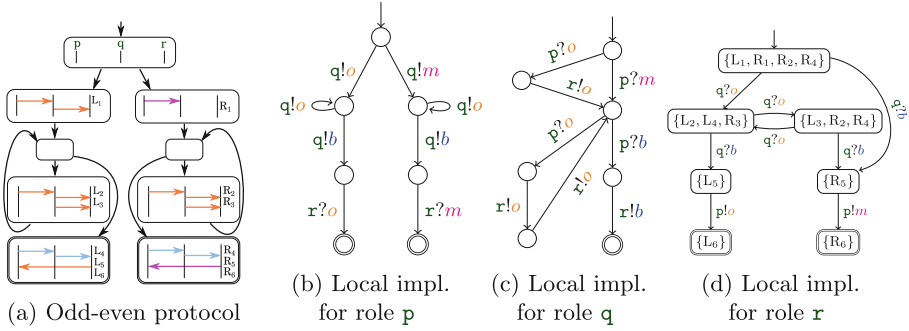 p q r
L₁
R₁
L₂
L₃
R₂
R₃
L₄
L₅
L₆
R₄
R₅
R₆
(a) Odd-even protocol
q!o q!m
q!o q!o
q!b q!b
r?o r?m
(b) Local impl.
for role p
p?o
p?m
r!o
p?o
p?b
r!o
r!o
r!b
(c) Local impl.
for role q
{L₁, R₁, R₂, R₄}
q?o
q?b
q?o
{L₂, L₄, R₃} {L₃, R₂, R₄}
q?o
q?b q?b
{L₅} {R₅}
p!o p!m
{L₆} {R₆}
(d) Local impl.
for role r